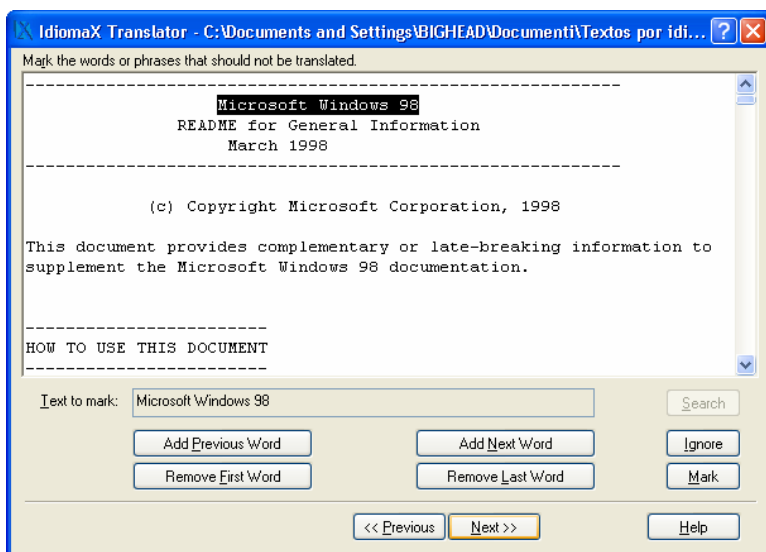 IdiomaX Translator - C:\Documents and Settings\BIGHEAD\Documenti\Textos por idi...
Mark the words or phrases that should not be translated.
-----------------------------------------------------------
Microsoft Windows 98
README for General Information
March 1998
-----------------------------------------------------------
(c) Copyright Microsoft Corporation, 1998
This document provides complementary or late-breaking information to
supplement the Microsoft Windows 98 documentation.
------------------------
HOW TO USE THIS DOCUMENT
------------------------
Text to mark: Microsoft Windows 98 Search
Add Previous Word Add Next Word Ignore
Remove First Word Remove Last Word Mark
<< Previous Next >> Help